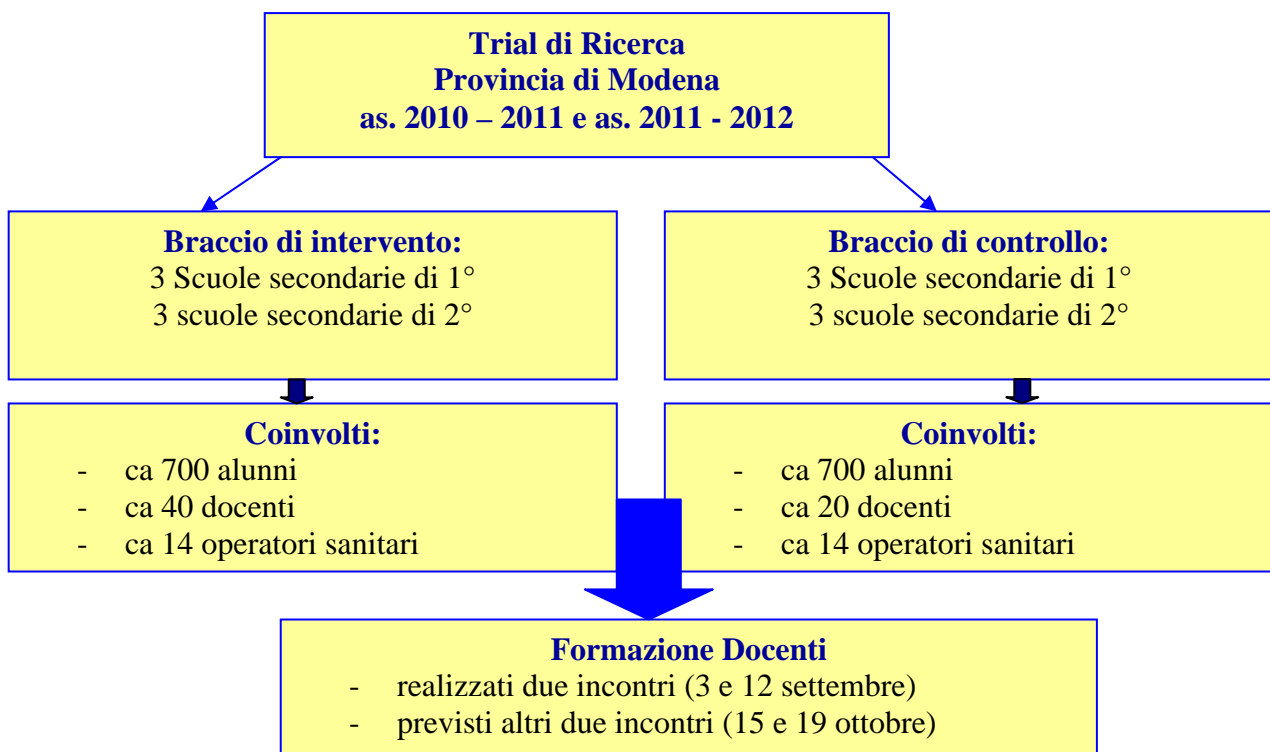 Trial di Ricerca
Provincia di Modena
as. 2010 – 2011 e as. 2011 - 2012
Braccio di intervento:
3 Scuole secondarie di 1°
3 scuole secondarie di 2°
Braccio di controllo:
3 Scuole secondarie di 1°
3 scuole secondarie di 2°
Coinvolti:
- ca 700 alunni
- ca 40 docenti
- ca 14 operatori sanitari
Coinvolti:
- ca 700 alunni
- ca 20 docenti
- ca 14 operatori sanitari
Formazione Docenti
- realizzati due incontri (3 e 12 settembre)
- previsti altri due incontri (15 e 19 ottobre)